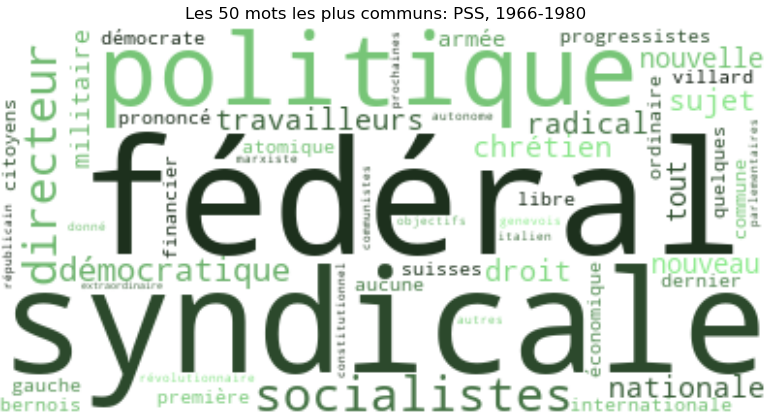 Les 50 mots les plus communs: PSS, 1966-1980
démocrate
armée
progressistes
politique
nouvelle
militaire
prochaines
villard
directeur
sujet
citoyens
prononcé
travailleurs
autonome
radical
ordinaire
quelques
parlementaires
atomique
marxiste
chrétien
fédéral
financier
communistes
libre
tout
commune
républicain
donné
objectifs
genevois
italien
démocratique
extraordinaire
suisses
droit
nouveau
dernier
constitutionnel
aucune
économique
syndicale
autres
gauche
révolutionnaire
bernois
première
socialistes
nationale
internationale